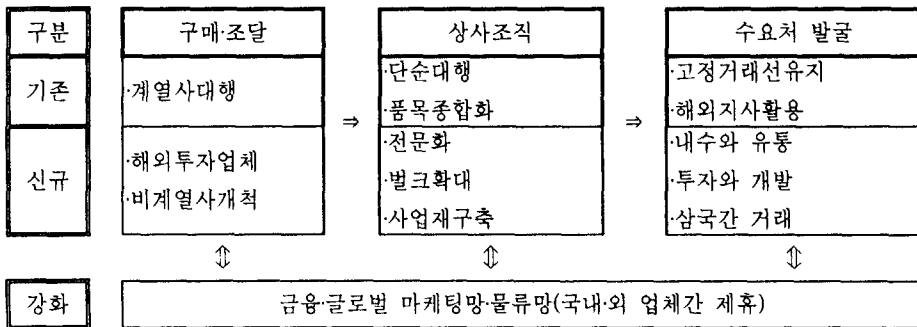 구분 구매·조달 상사조직 수요처 발굴
기존 ·계열사대행 ⇒ ·단순대행 ⇒ ·고정거래선유지
·품목종합화 ·해외지사활용
신규 ·해외투자업체 ·전문화 ·내수와 유통
·비계열사개척 ·벌크확대 ·투자와 개발
·사업재구축 ·삼국간 거래
⇕ ⇕ ⇕
강화 금융·글로벌 마케팅망·물류망(국내·외 업체간 제휴)